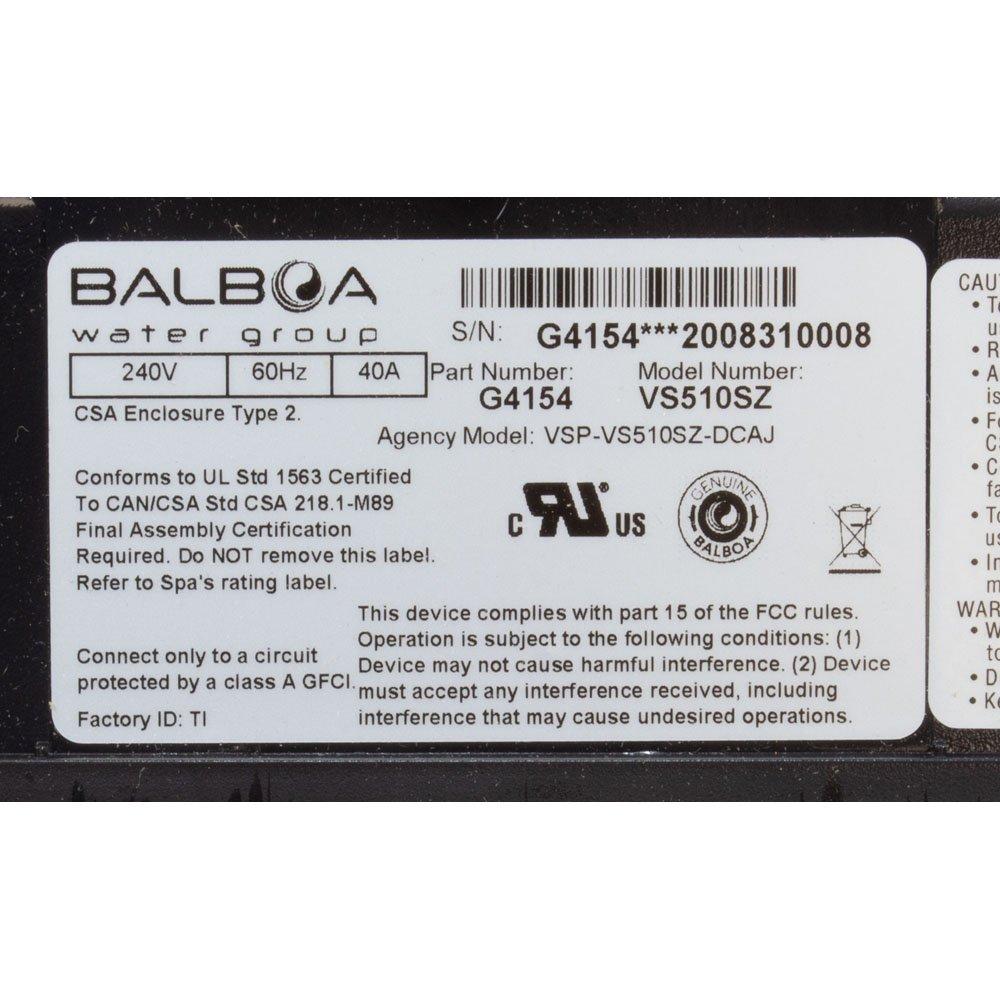 BALBOA
water group
S/N: G4154***2008310008
240V 60Hz 40A
Part Number: Model Number:
G4154 VS510SZ
CSA Enclosure Type 2.
Agency Model: VSP-VS510SZ-DCAJ
Conforms to UL Std 1563 Certified
To CAN/CSA Std CSA 218.1-M89
Final Assembly Certification
Required. Do NOT remove this label.
Refer to Spa's rating label.
C RU® US
GENUINE
BALBOA
Connect only to a circuit
protected by a class A GFCI.
Factory ID: TI
This device complies with part 15 of the FCC rules.
Operation is subject to the following conditions: (1)
Device may not cause harmful interference. (2) Device
must accept any interference received, including
interference that may cause undesired operations.